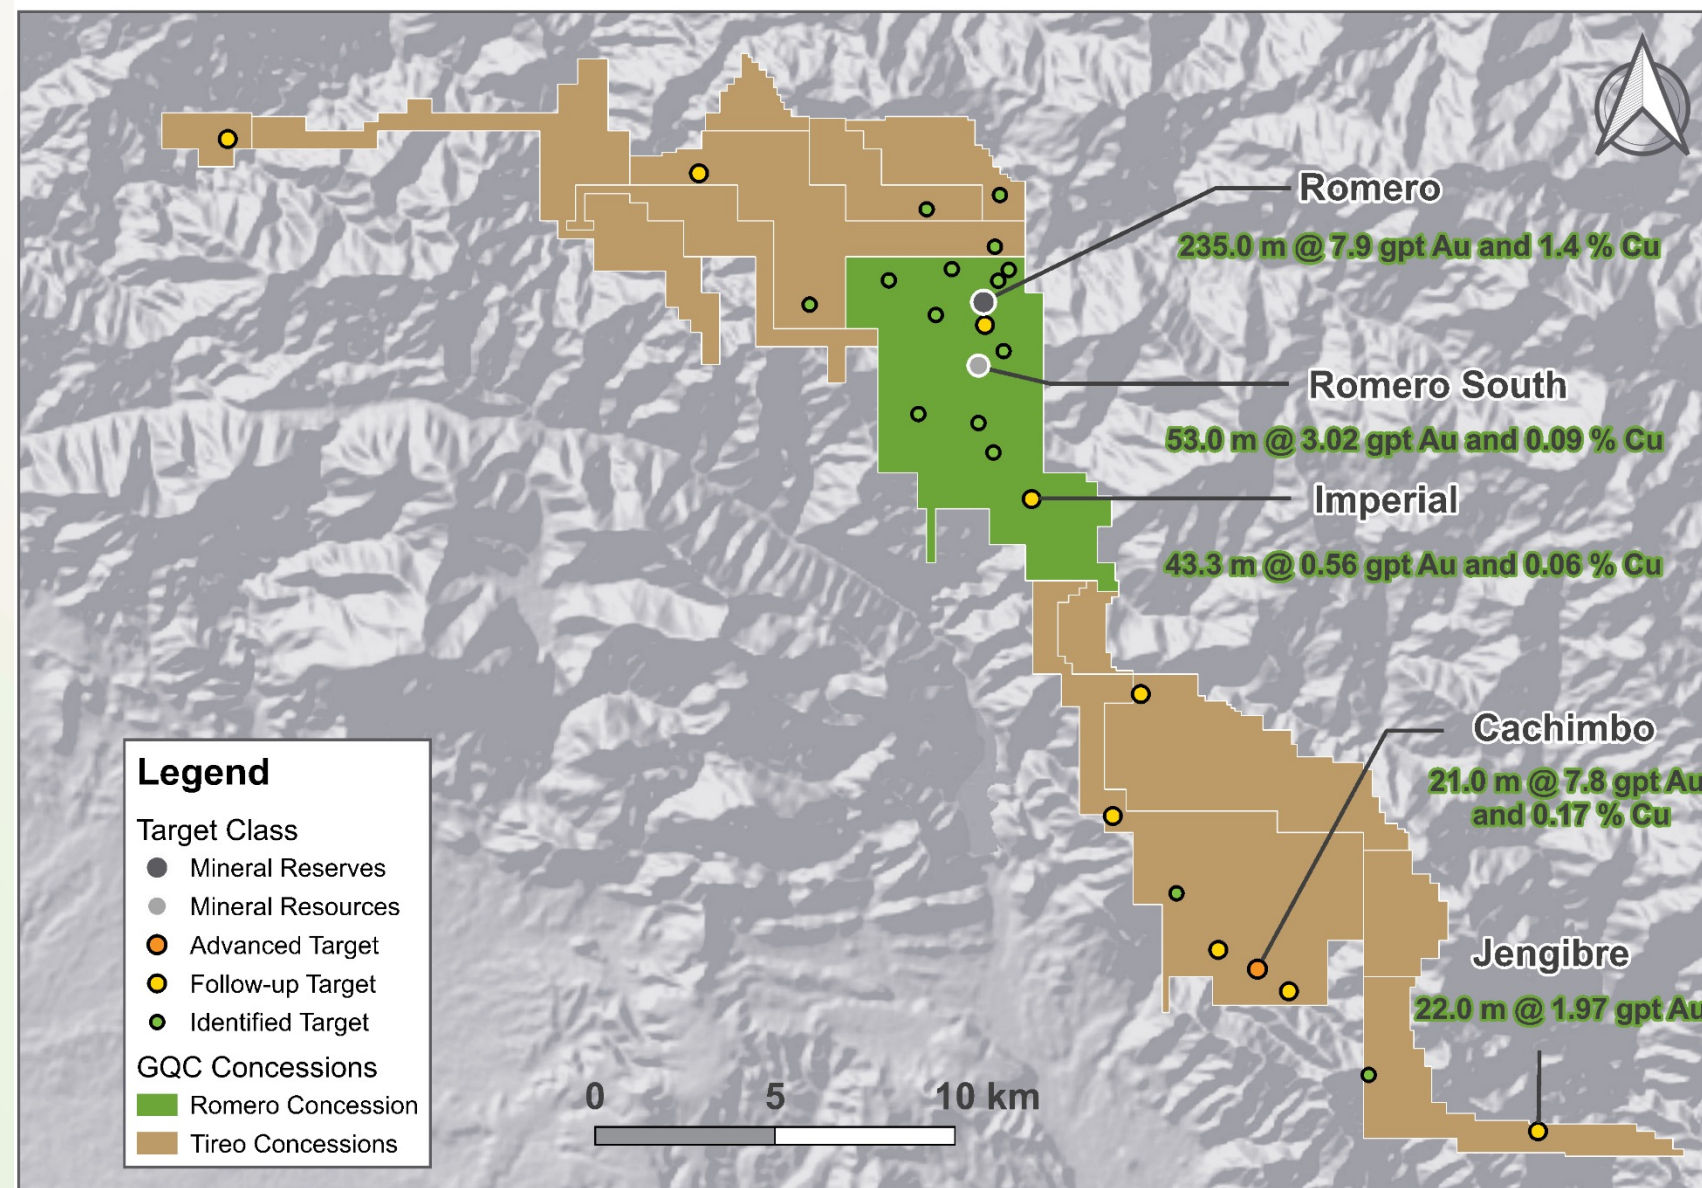 Romero
235.0 m @ 7.9 gpt Au and 1.4 % Cu
Romero South
53.0 m @ 3.02 gpt Au and 0.09 % Cu
Imperial
43.3 m @ 0.56 gpt Au and 0.06 % Cu
Cachimbo
21.0 m @ 7.8 gpt Au
and 0.17 % Cu
Jengibre
22.0 m @ 1.97 gpt Au
Legend
Target Class
Mineral Reserves
Mineral Resources
Advanced Target
Follow-up Target
Identified Target
GQC Concessions
Romero Concession
Tireo Concessions
0 5 10 km